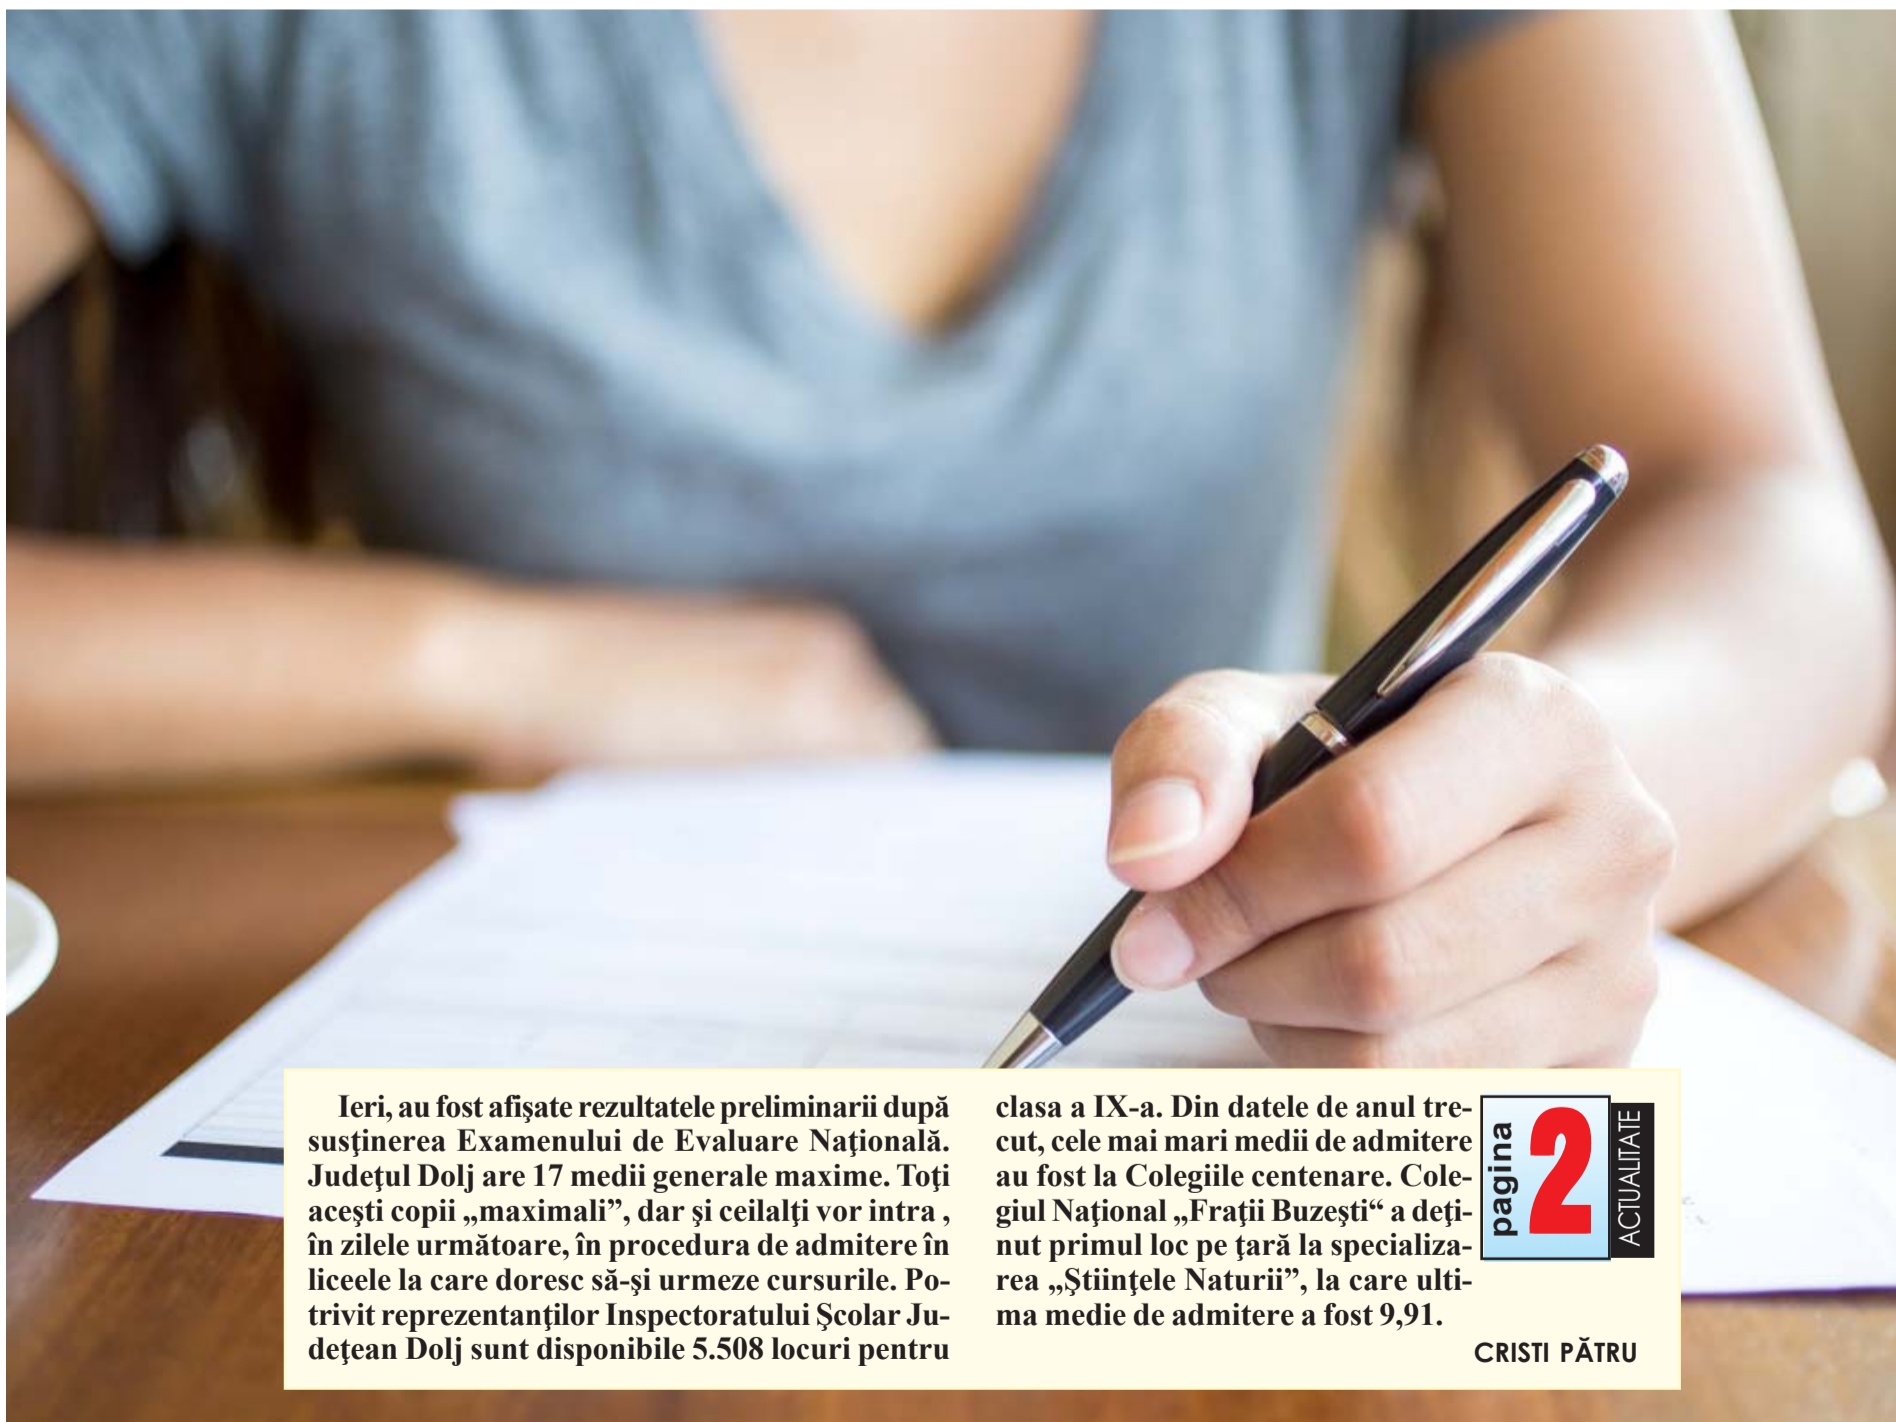 Ieri, au fost afişate rezultatele preliminarii după
susţinerea Examenului de Evaluare Naţională.
Judeţul Dolj are 17 medii generale maxime. Toţi
aceşti copii „maximali”, dar şi ceilalţi vor intra ,
în zilele următoare, în procedura de admitere în
liceele la care doresc să-şi urmeze cursurile. Po-
trivit reprezentanţilor Inspectoratului Şcolar Ju-
deţean Dolj sunt disponibile 5.508 locuri pentru
clasa a IX-a. Din datele de anul tre-
cut, cele mai mari medii de admitere
au fost la Colegiile centenare. Cole-
giul Naţional „Fraţii Buzeşti“ a deţi-
nut primul loc pe ţară la specializa-
rea „Ştiinţele Naturii”, la care ulti-
ma medie de admitere a fost 9,91.
CRISTI PĂTRU
pagina
2
ACTUALITATE